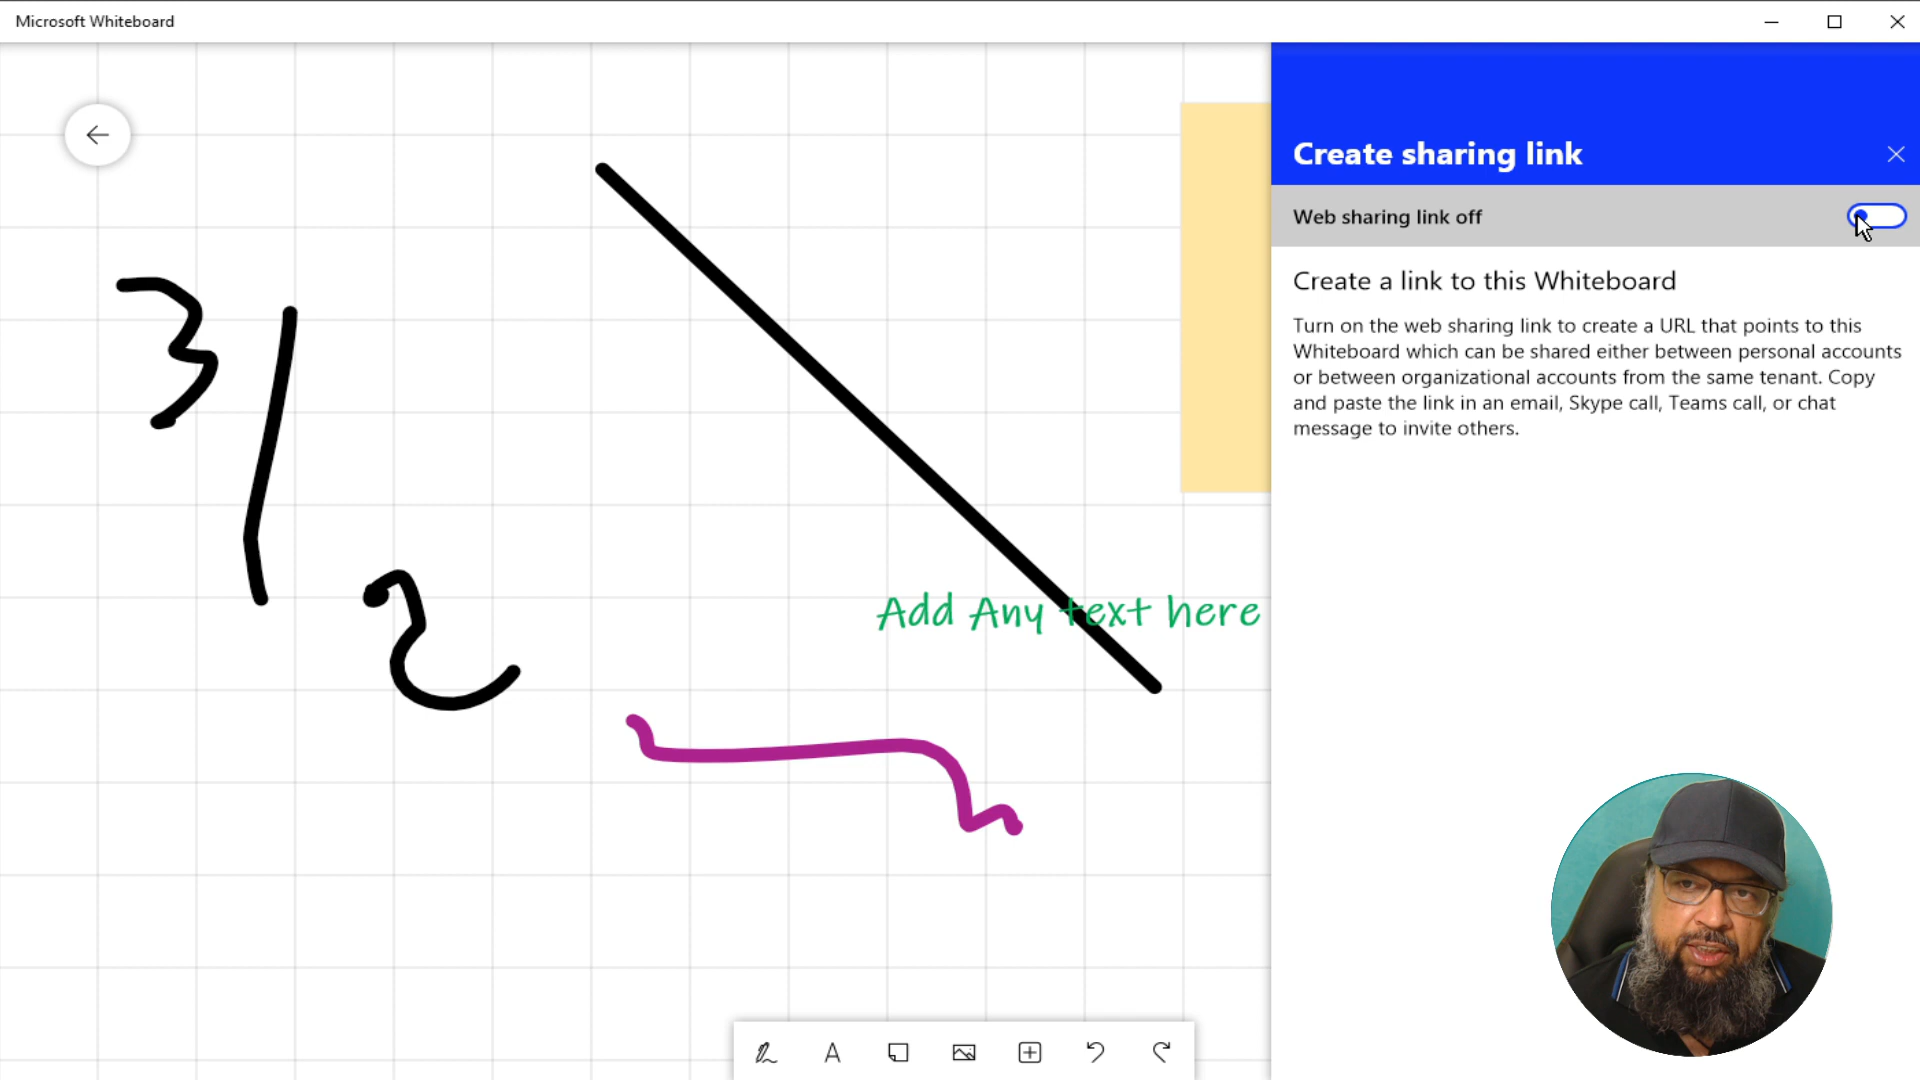 Microsoft Whiteboard
Create sharing link
Web sharing link off
Create a link to this Whiteboard
Turn on the web sharing link to create a URL that points to this
Whiteboard which can be shared either between personal accounts
or between organizational accounts from the same tenant. Copy
and paste the link in an email, Skype call, Teams call, or chat
message to invite others.
3/2
Add Any text here